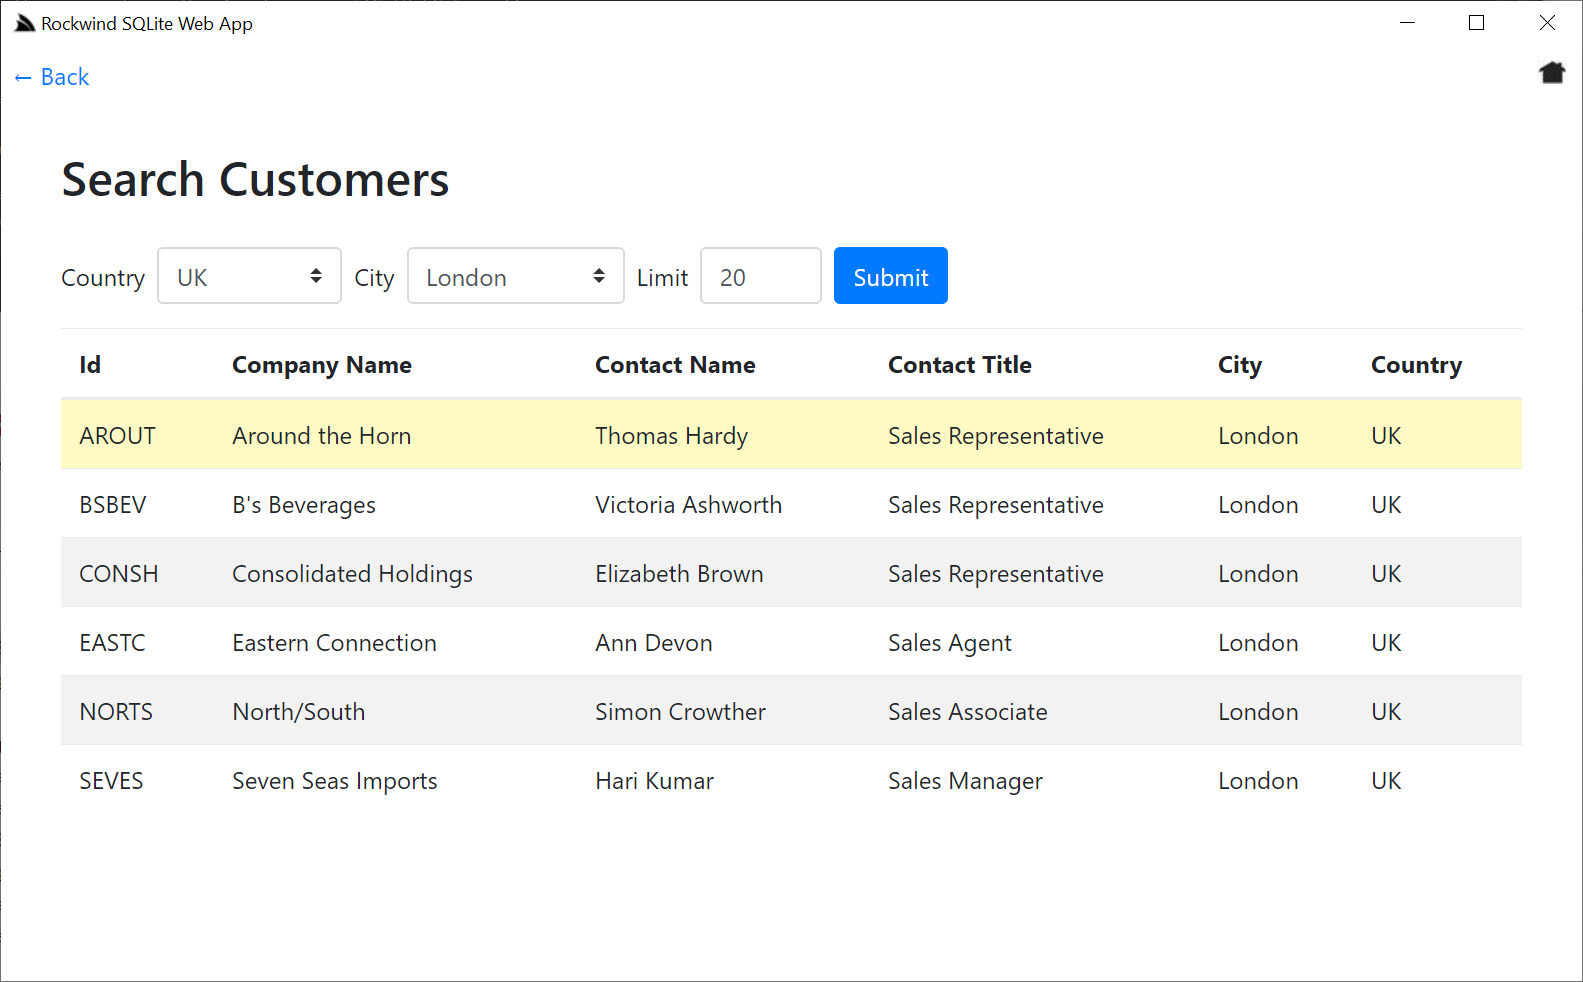 Rockwind SQLite Web App
← Back
Search Customers
Country UK City London Limit 20 Submit
Id Company Name Contact Name Contact Title City Country
AROUT Around the Horn Thomas Hardy Sales Representative London UK
BSBEV B's Beverages Victoria Ashworth Sales Representative London UK
CONSH Consolidated Holdings Elizabeth Brown Sales Representative London UK
EASTC Eastern Connection Ann Devon Sales Agent London UK
NORTS North/South Simon Crowther Sales Associate London UK
SEVES Seven Seas Imports Hari Kumar Sales Manager London UK